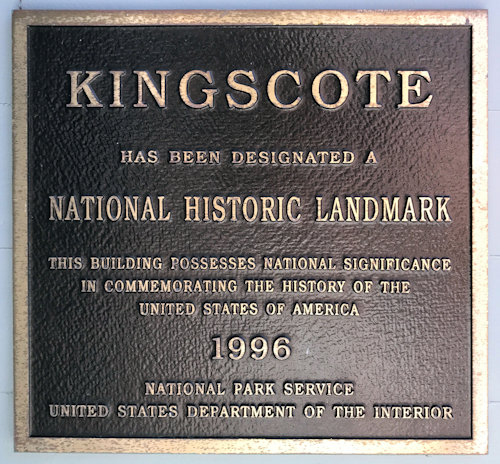 KINGSCOTE
HAS BEEN DESIGNATED A
NATIONAL HISTORIC LANDMARK
THIS BUILDING POSSESSES NATIONAL SIGNIFICANCE
IN COMMEMORATING THE HISTORY OF THE
UNITED STATES OF AMERICA
1996
NATIONAL PARK SERVICE
UNITED STATES DEPARTMENT OF THE INTERIOR